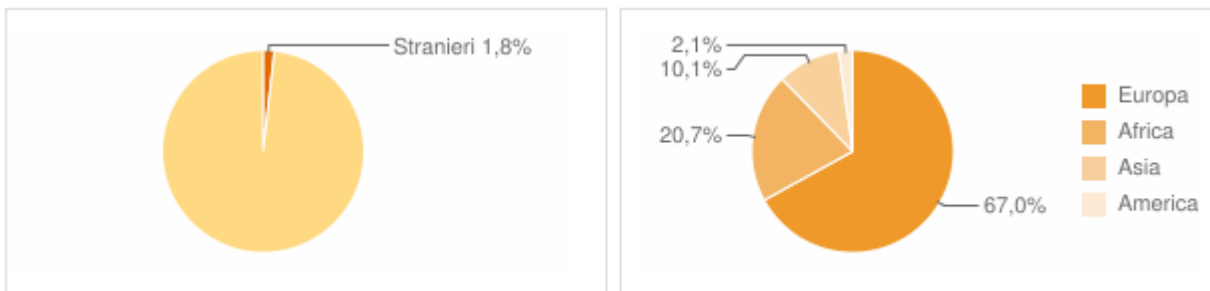 Stranieri 1,8%
2,1%
10,1%
20,7%
67,0%
Europa
Africa
Asia
America